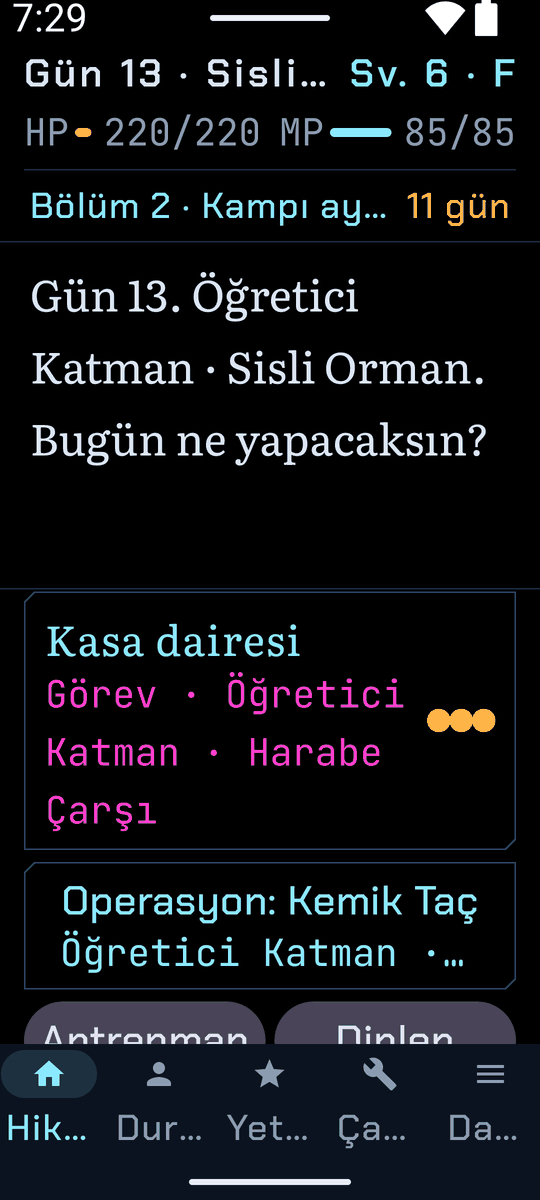 7:29
Gün 13 · Sisli… Sv. 6 · F
HP 220/220 MP 85/85
Bölüm 2 · Kampı ay… 11 gün
Gün 13. Öğretici
Katman · Sisli Orman.
Bugün ne yapacaksın?
Kasa dairesi
Görev · Öğretici
Katman · Harabe
Çarşı
Operasyon: Kemik Taç
Öğretici Katman ·…
Antrenman Dinlen
Hik… Dur… Yet… Ça… Da…